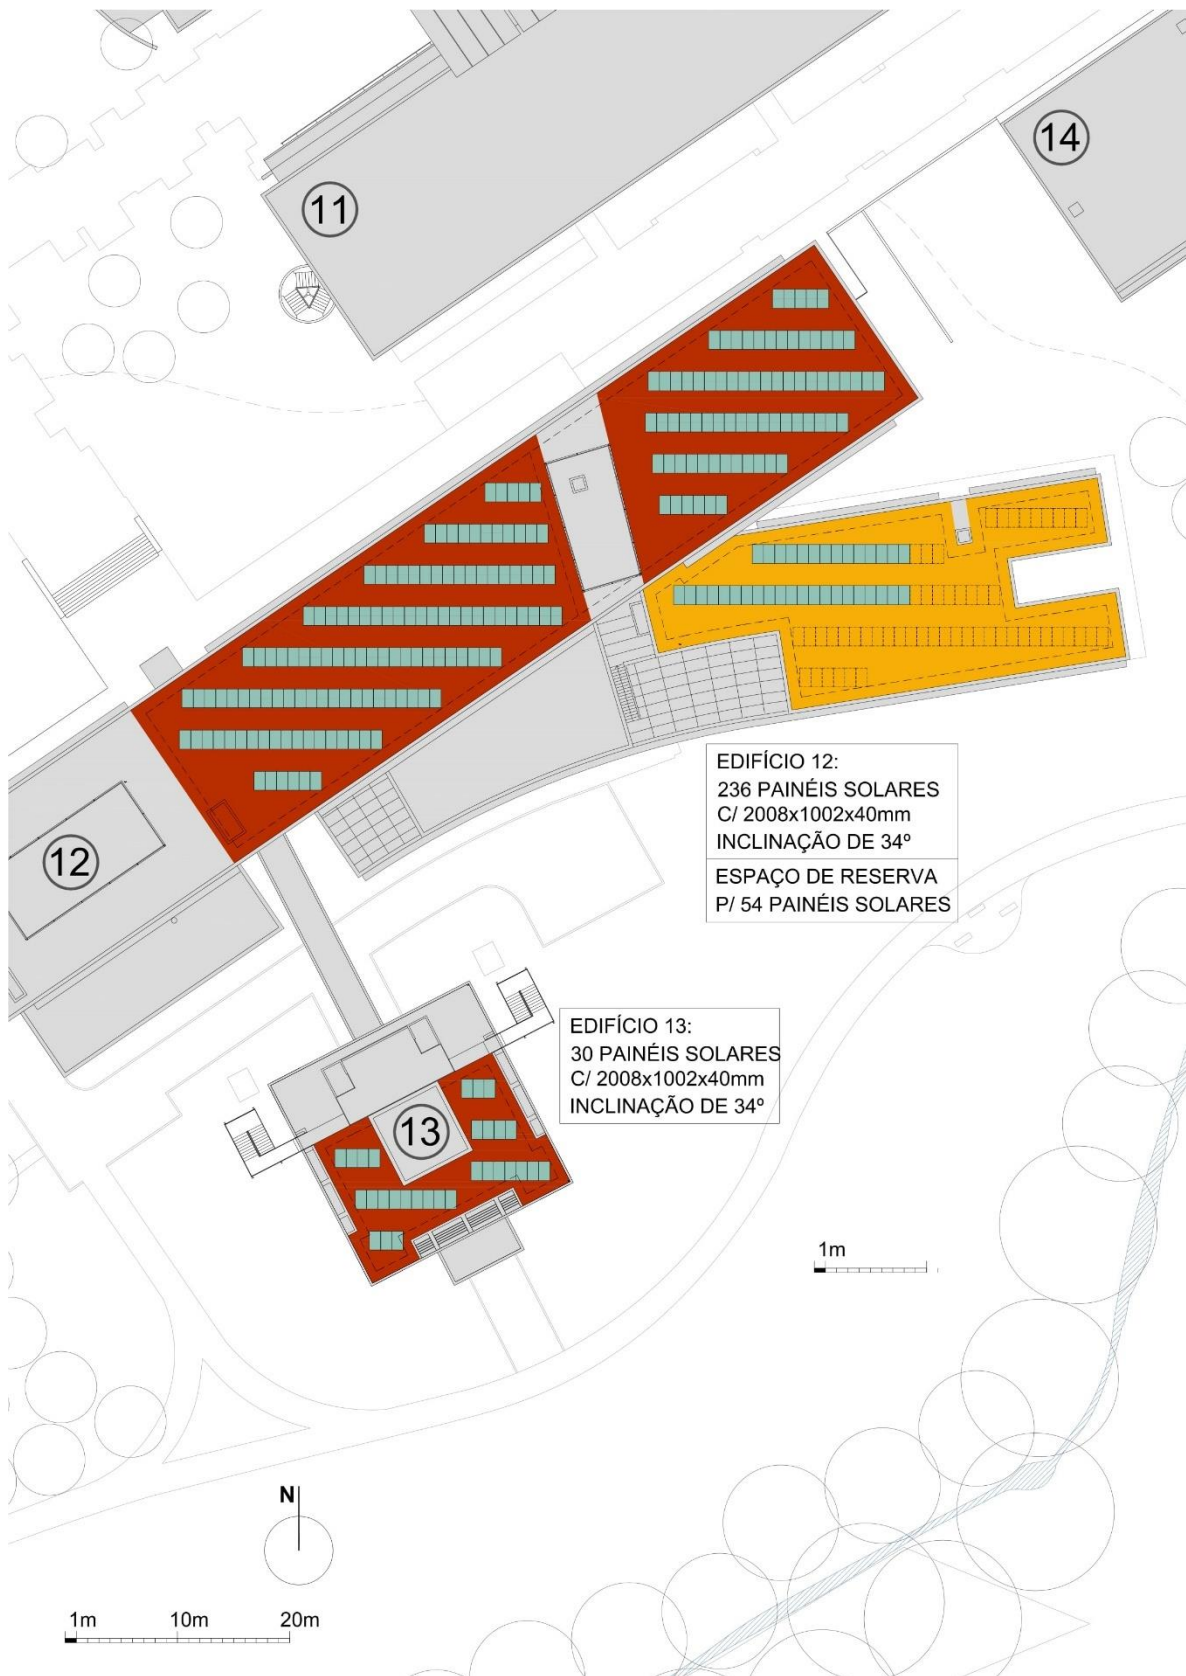 14
11
EDIFÍCIO 12:
236 PAINÉIS SOLARES
C/ 2008x1002x40mm
INCLINAÇÃO DE 34º
ESPAÇO DE RESERVA
P/ 54 PAINÉIS SOLARES
12
EDIFÍCIO 13:
30 PAINÉIS SOLARES
C/ 2008x1002x40mm
INCLINAÇÃO DE 34º
13
1m
N
1m 10m 20m